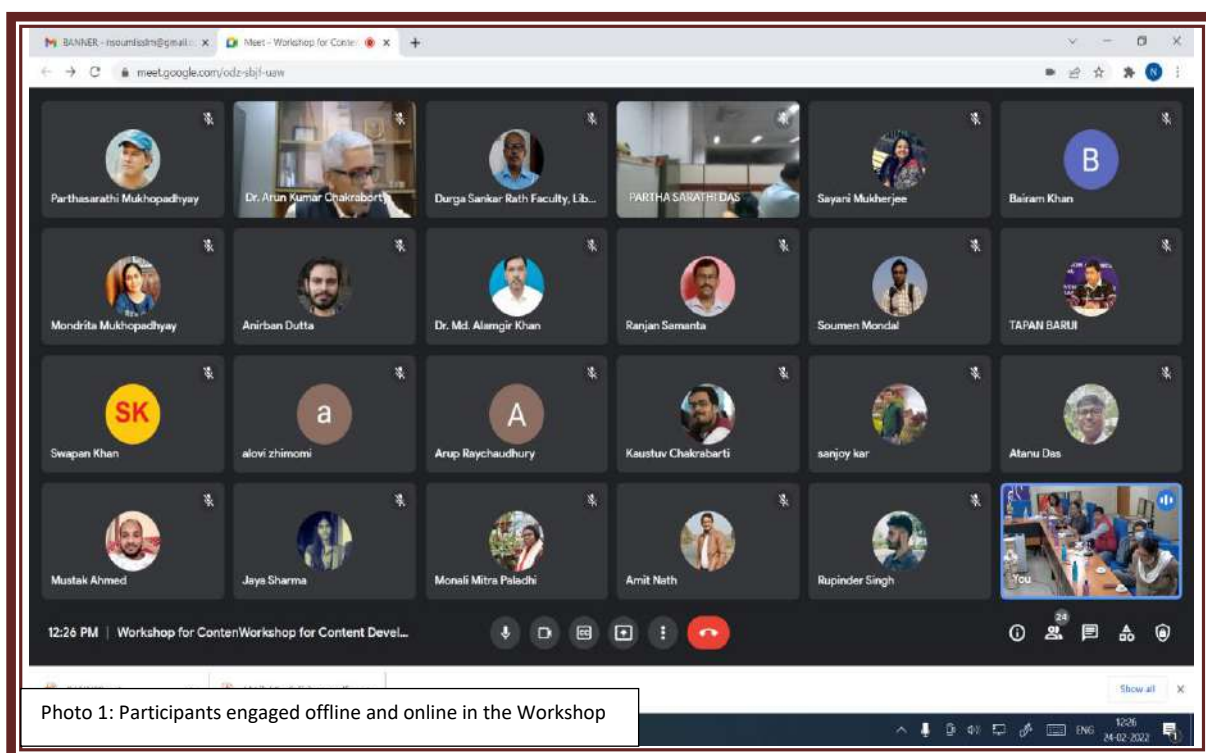 BANNER - nsoumlisslm@gmail.c
Meet - Workshop for Conte
meet.google.com/odz-sbjf-uaw
N
Parthasarathi Mukhopadhyay
Dr. Arun Kumar Chakraborty
Durga Sankar Rath Faculty, Lib...
PARTHA SARATHI DAS
Sayani Mukherjee
B
Bairam Khan
Mondrita Mukhopadhyay
Anirban Dutta
Dr. Md. Alamgir Khan
Ranjan Samanta
Soumen Mondal
TAPAN BARUI
SK
Swapan Khan
a
alovi zhimomi
A
Arup Raychaudhury
Kaustuv Chakrabarti
sanjoy kar
Atanu Das
Mustak Ahmed
Jaya Sharma
Monali Mitra Paladhi
Amit Nath
Rupinder Singh
You
12:26 PM | Workshop for ContenWorkshop for Content Devel...
24
Show all
Photo 1: Participants engaged offline and online in the Workshop
ENG
12:26
24-02-2022